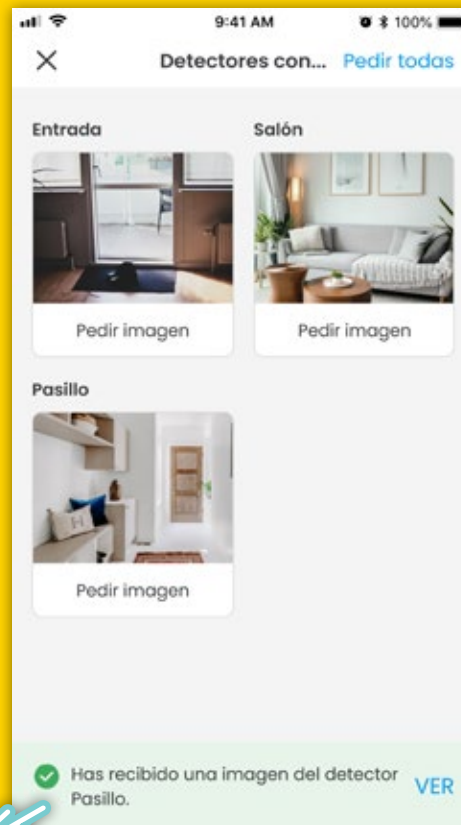 9:41 AM
100%
Detectores con... Pedir todas
Entrada
Salón
Pedir imagen
Pedir imagen
Pasillo
H
Pedir imagen
Has recibido una imagen del detector
Pasillo.
VER